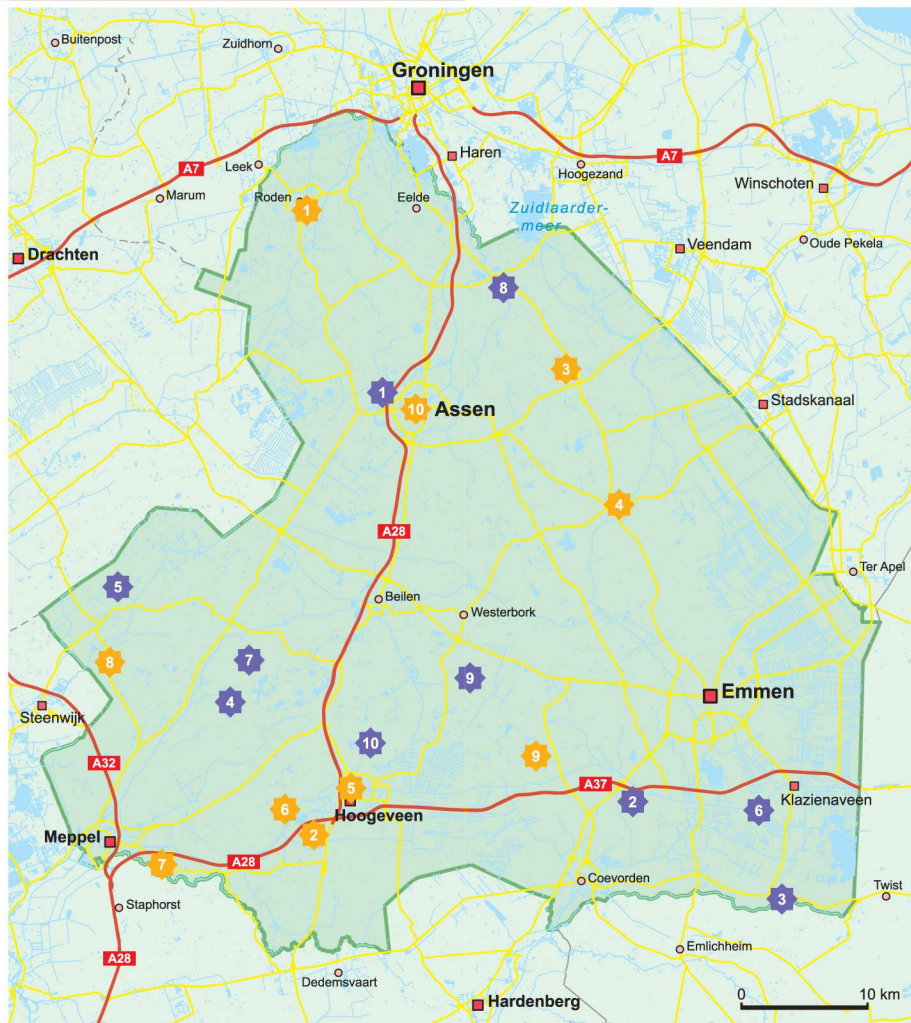 Buitenpost
Zuidhorn
Groningen
Haren
A7
Leek
A7
Hoogezand
Winschoten
Marum
Roden
1
Eelde
Zuidlaarder-
meer
Oude Pekela
Veendam
Drachten
8
3
1
10
Assen
Stadskanaal
4
A28
Ter Apel
5
Beilen
Westerbork
8
7
9
4
Emmen
Steenwijk
10
9
A32
5
A37
Klazienaveen
6
2
6
Hoogeveen
2
Meppel
7
A28
Coevorden
3
Twist
Staphorst
Emlichheim
A28
Dedemsvaart
Hardenberg
0
10 km